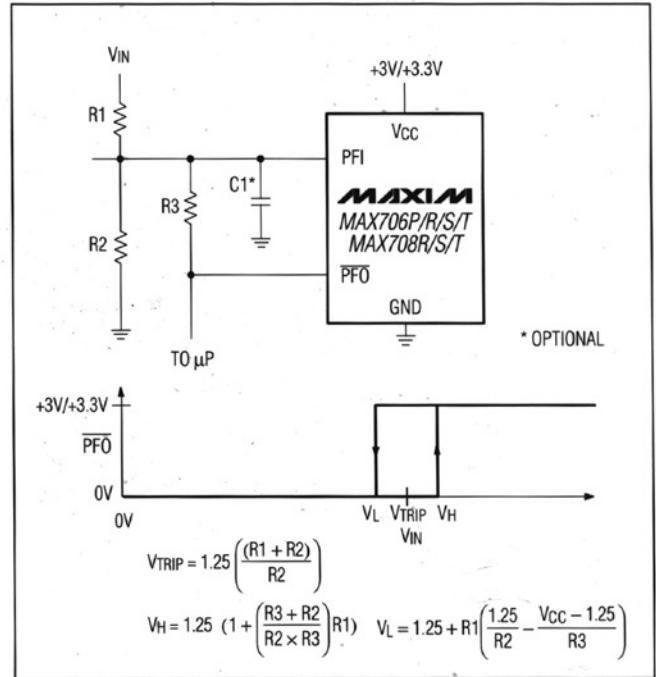 VIN
+3V/+3.3V
R1
VCC
PFI
C1*
R3
MAXIM
MAX706P/R/S/T
MAX708R/S/T
R2
PFO
GND
* OPTIONAL
TO µP
+3V/+3.3V
PFO
0V
0V
VL VTRIP VH
VIN
VTRIP = 1.25 ((R1 + R2) / R2)
VH = 1.25 (1 + ((R3 + R2) / (R2 × R3)) R1) VL = 1.25 + R1 (1.25 / R2 − (VCC − 1.25) / R3)